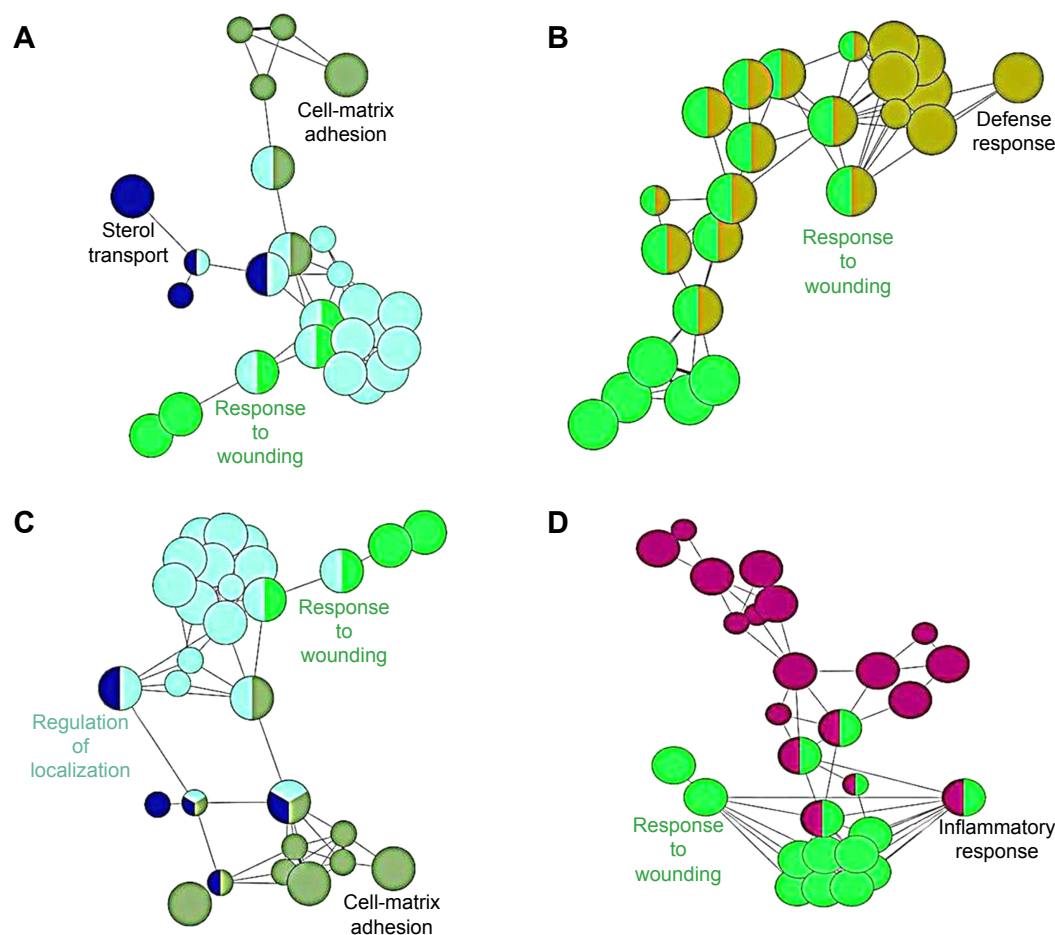 A
Cell-matrix
adhesion
Sterol
transport
Response
to
wounding
B
Defense
response
Response
to
wounding
C
Response
to
wounding
Regulation
of
localization
Cell-matrix
adhesion
D
Response
to
wounding
Inflammatory
response